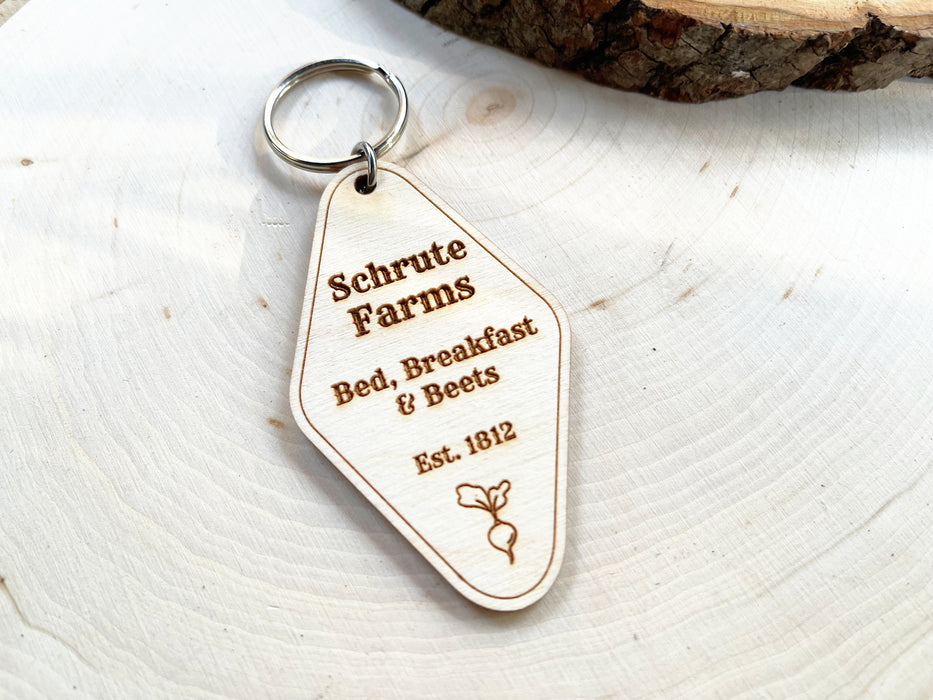 Schrute
Farms
Bed, Breakfast
& Beets
Est. 1812